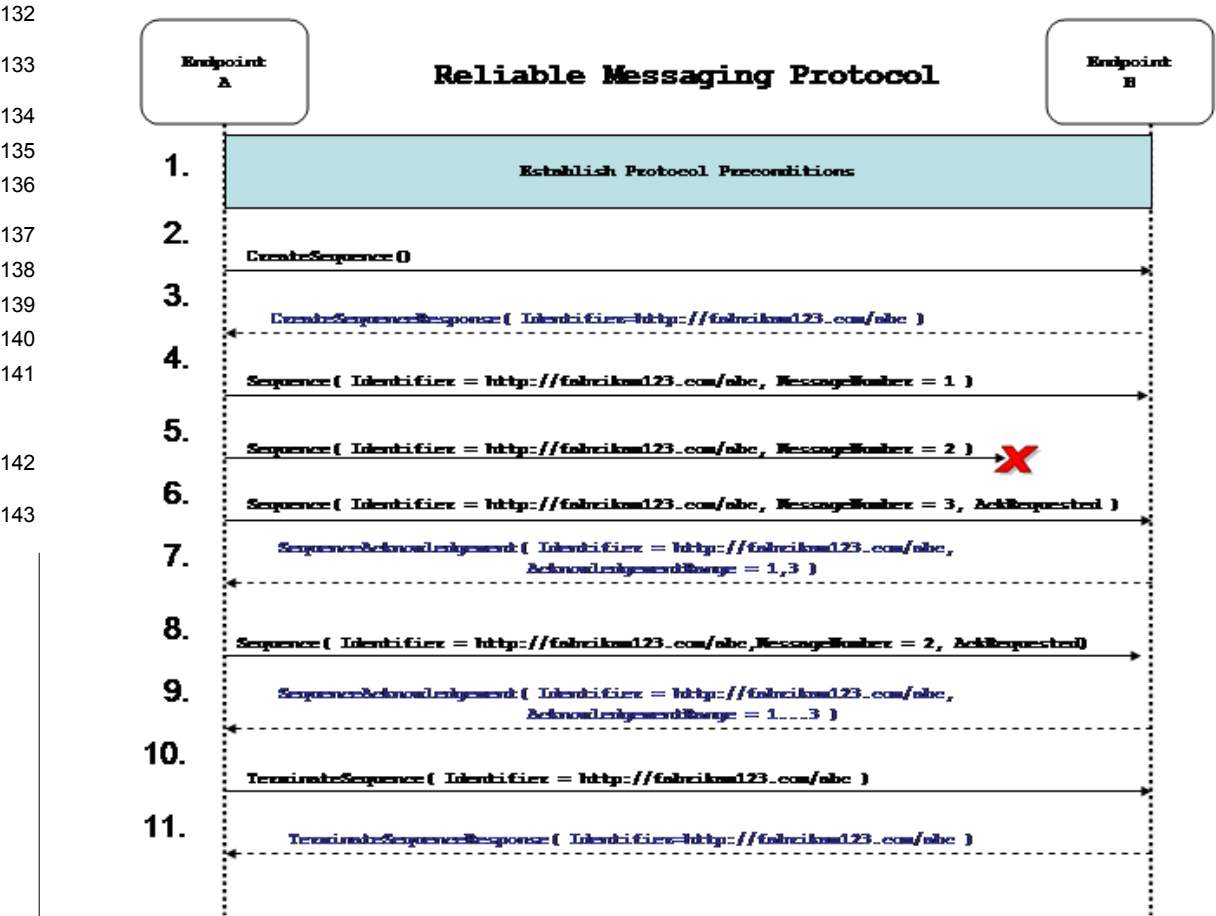 132
Endpoint
A
Reliable Messaging Protocol
Endpoint
B
133
134
135
1.
Establish Protocol Preconditions
136
137
2.
CreateSequence()
138
139
3.
CreateSequenceResponse( Identifier=http://fabrikam123.com/abc )
140
4.
141
Sequence( Identifier = http://fabrikam123.com/abc, MessageNumber = 1 )
5.
Sequence( Identifier = http://fabrikam123.com/abc, MessageNumber = 2 )
142
6.
Sequence( Identifier = http://fabrikam123.com/abc, MessageNumber = 3, AckRequested )
143
7.
SequenceAcknowledgement( Identifier = http://fabrikam123.com/abc,
AcknowledgementRange = 1,3 )
8.
Sequence( Identifier = http://fabrikam123.com/abc,MessageNumber = 2, AckRequested)
9.
SequenceAcknowledgement( Identifier = http://fabrikam123.com/abc,
AcknowledgementRange = 1...3 )
10.
TerminateSequence( Identifier = http://fabrikam123.com/abc )
11.
TerminateSequenceResponse( Identifier=http://fabrikam123.com/abc )